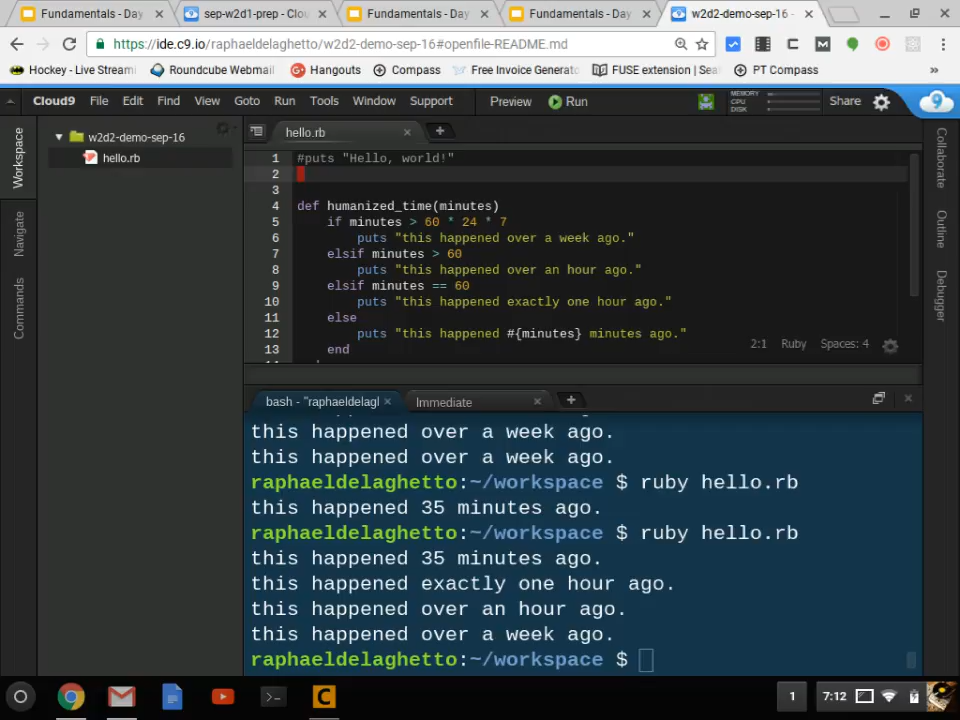 Fundamentals - Day
sep-w2d1-prep - Clou
Fundamentals - Day
Fundamentals - Day
w2d2-demo-sep-16 -
https://ide.c9.io/raphaeldelaghetto/w2d2-demo-sep-16#openfile-README.md
Hockey - Live Stream
Roundcube Webmail
Hangouts
Compass
Free Invoice Generato
FUSE extension | Sea
PT Compass
»
Cloud9 File Edit Find View Goto Run Tools Window Support Preview Run MEMORY CPU DISK Share
Workspace
Navigate
Commands
w2d2-demo-sep-16
hello.rb
hello.rb
1 #puts "Hello, world!"
2
3
4 def humanized_time(minutes)
5 if minutes > 60 * 24 * 7
6 puts "this happened over a week ago."
7 elsif minutes > 60
8 puts "this happened over an hour ago."
9 elsif minutes == 60
10 puts "this happened exactly one hour ago."
11 else
12 puts "this happened #{minutes} minutes ago."
13 end
2:1 Ruby Spaces: 4
Collaborate
Outline
Debugger
bash - "raphaeldelagl
Immediate
this happened over a week ago.
this happened over a week ago.
raphaeldelaghetto:~/workspace $ ruby hello.rb
this happened 35 minutes ago.
raphaeldelaghetto:~/workspace $ ruby hello.rb
this happened 35 minutes ago.
this happened exactly one hour ago.
this happened over an hour ago.
this happened over a week ago.
raphaeldelaghetto:~/workspace $
1
7:12